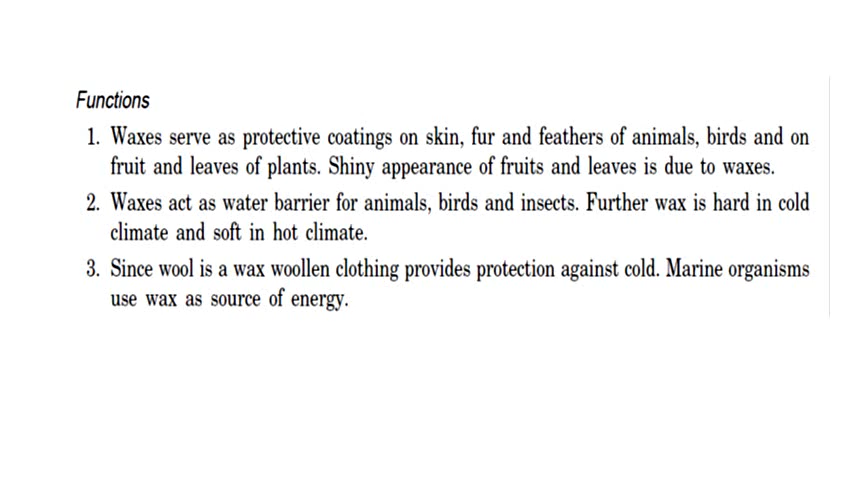 Functions
1. Waxes serve as protective coatings on skin, fur and feathers of animals, birds and on
fruit and leaves of plants. Shiny appearance of fruits and leaves is due to waxes.
2. Waxes act as water barrier for animals, birds and insects. Further wax is hard in cold
climate and soft in hot climate.
3. Since wool is a wax woollen clothing provides protection against cold. Marine organisms
use wax as source of energy.